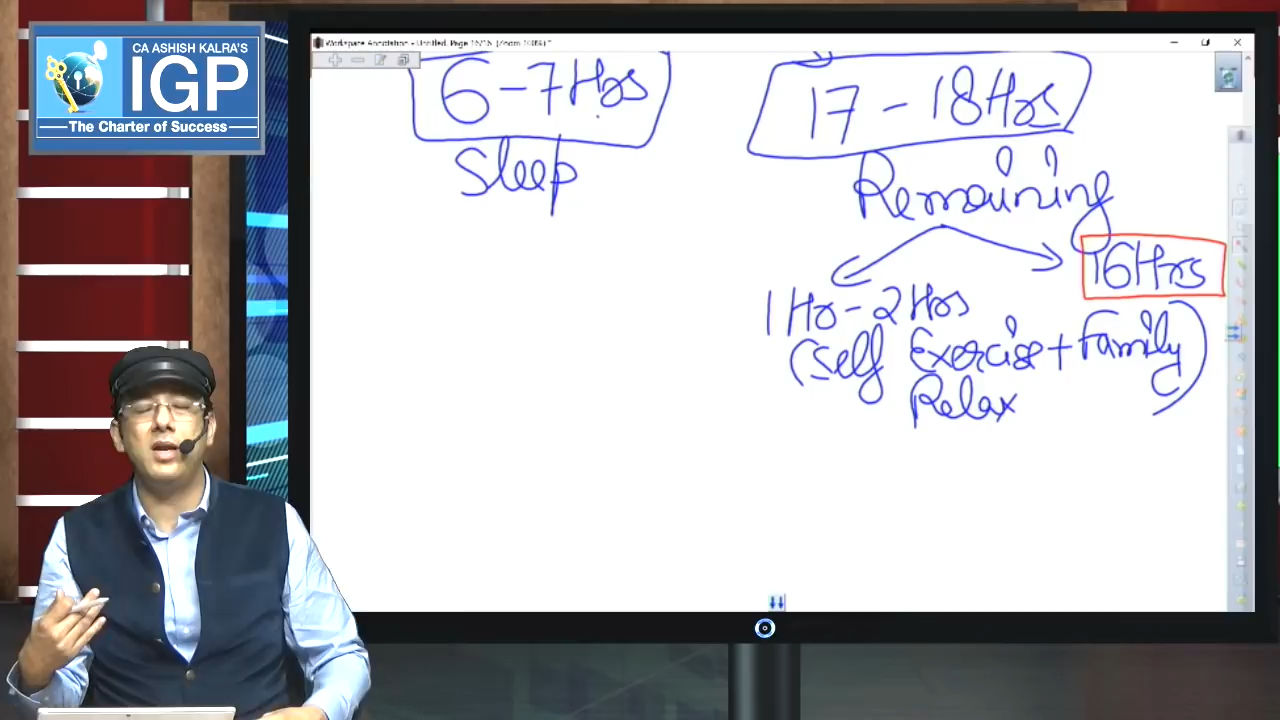 CA ASHISH KALRA'S
IGP
The Charter of Success
6-7Hrs
Sleep
17-18Hrs
Remaining
16Hrs
1Hr-2Hrs
(Self Exercise+Family)
Relax